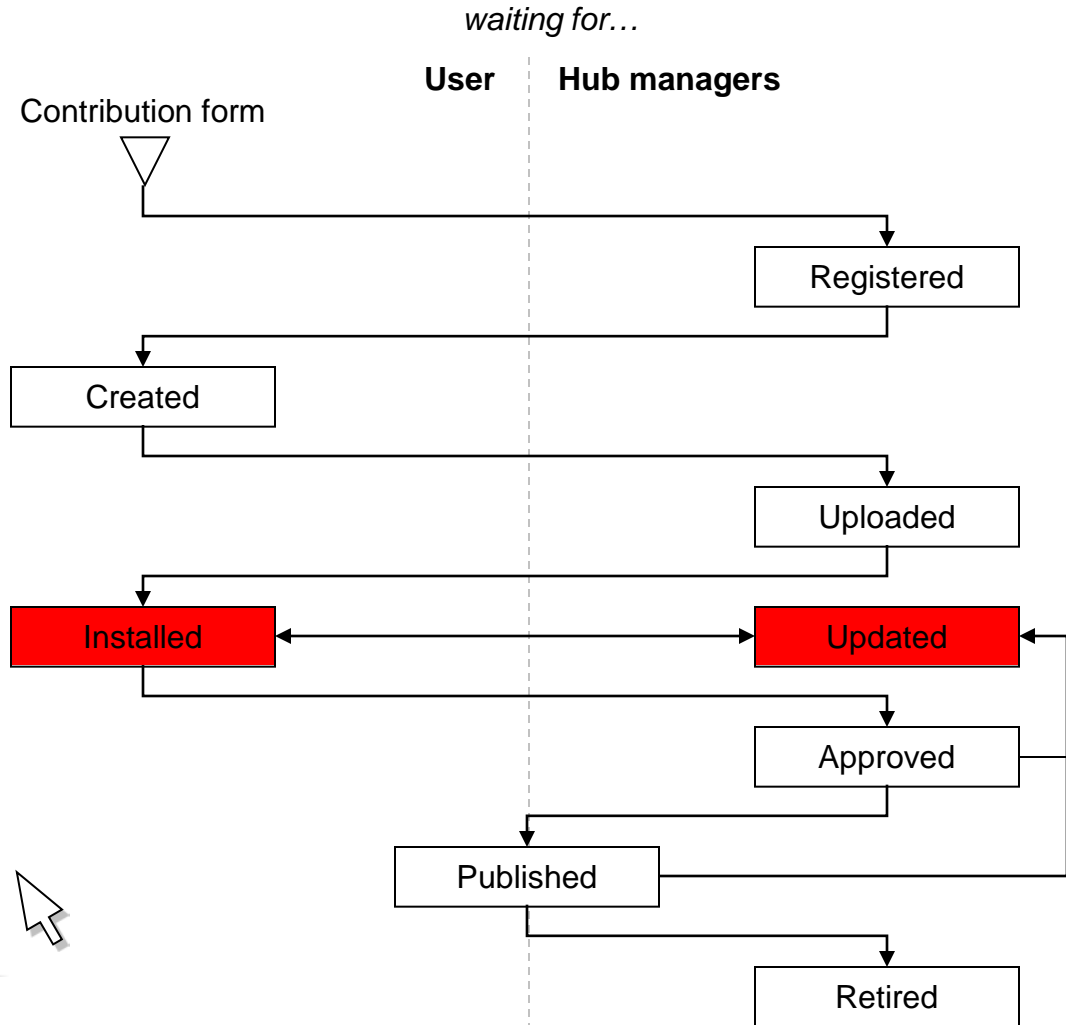 waiting for…
User
Hub managers
Contribution form
Registered
Created
Uploaded
Installed
Updated
Approved
Published
Retired